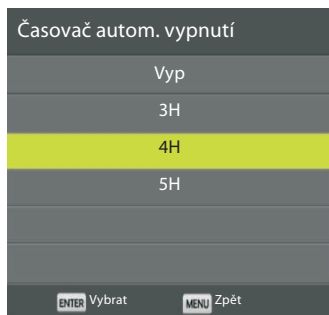 Časovač autom. vypnutí
Vyp
3H
4H
5H
ENTER Vybrat MENU Zpět